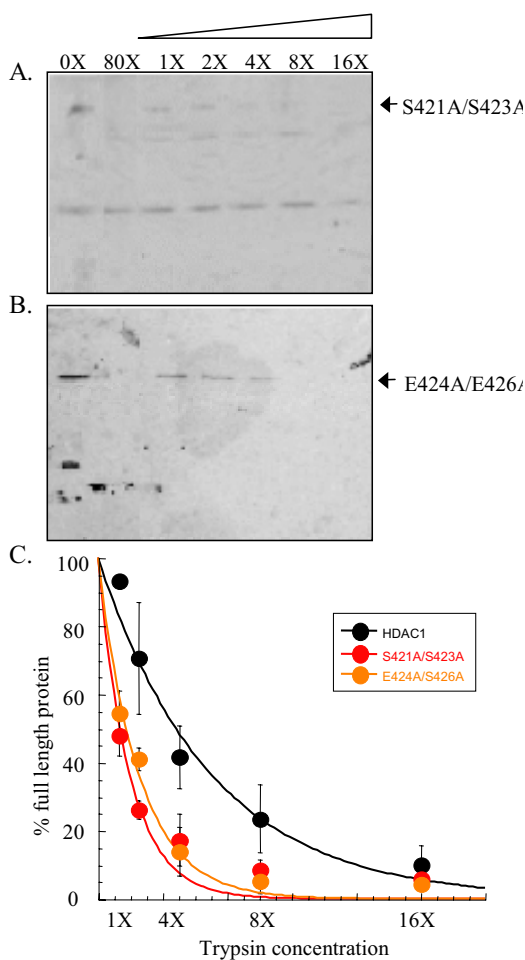 0X 80X 1X 2X 4X 8X 16X
A.
S421A/S423A
B.
E424A/E426A
C.
100
80
60
40
20
0
% full length protein
HDAC1
S421A/S423A
E424A/S426A
1X 4X 8X 16X
Trypsin concentration